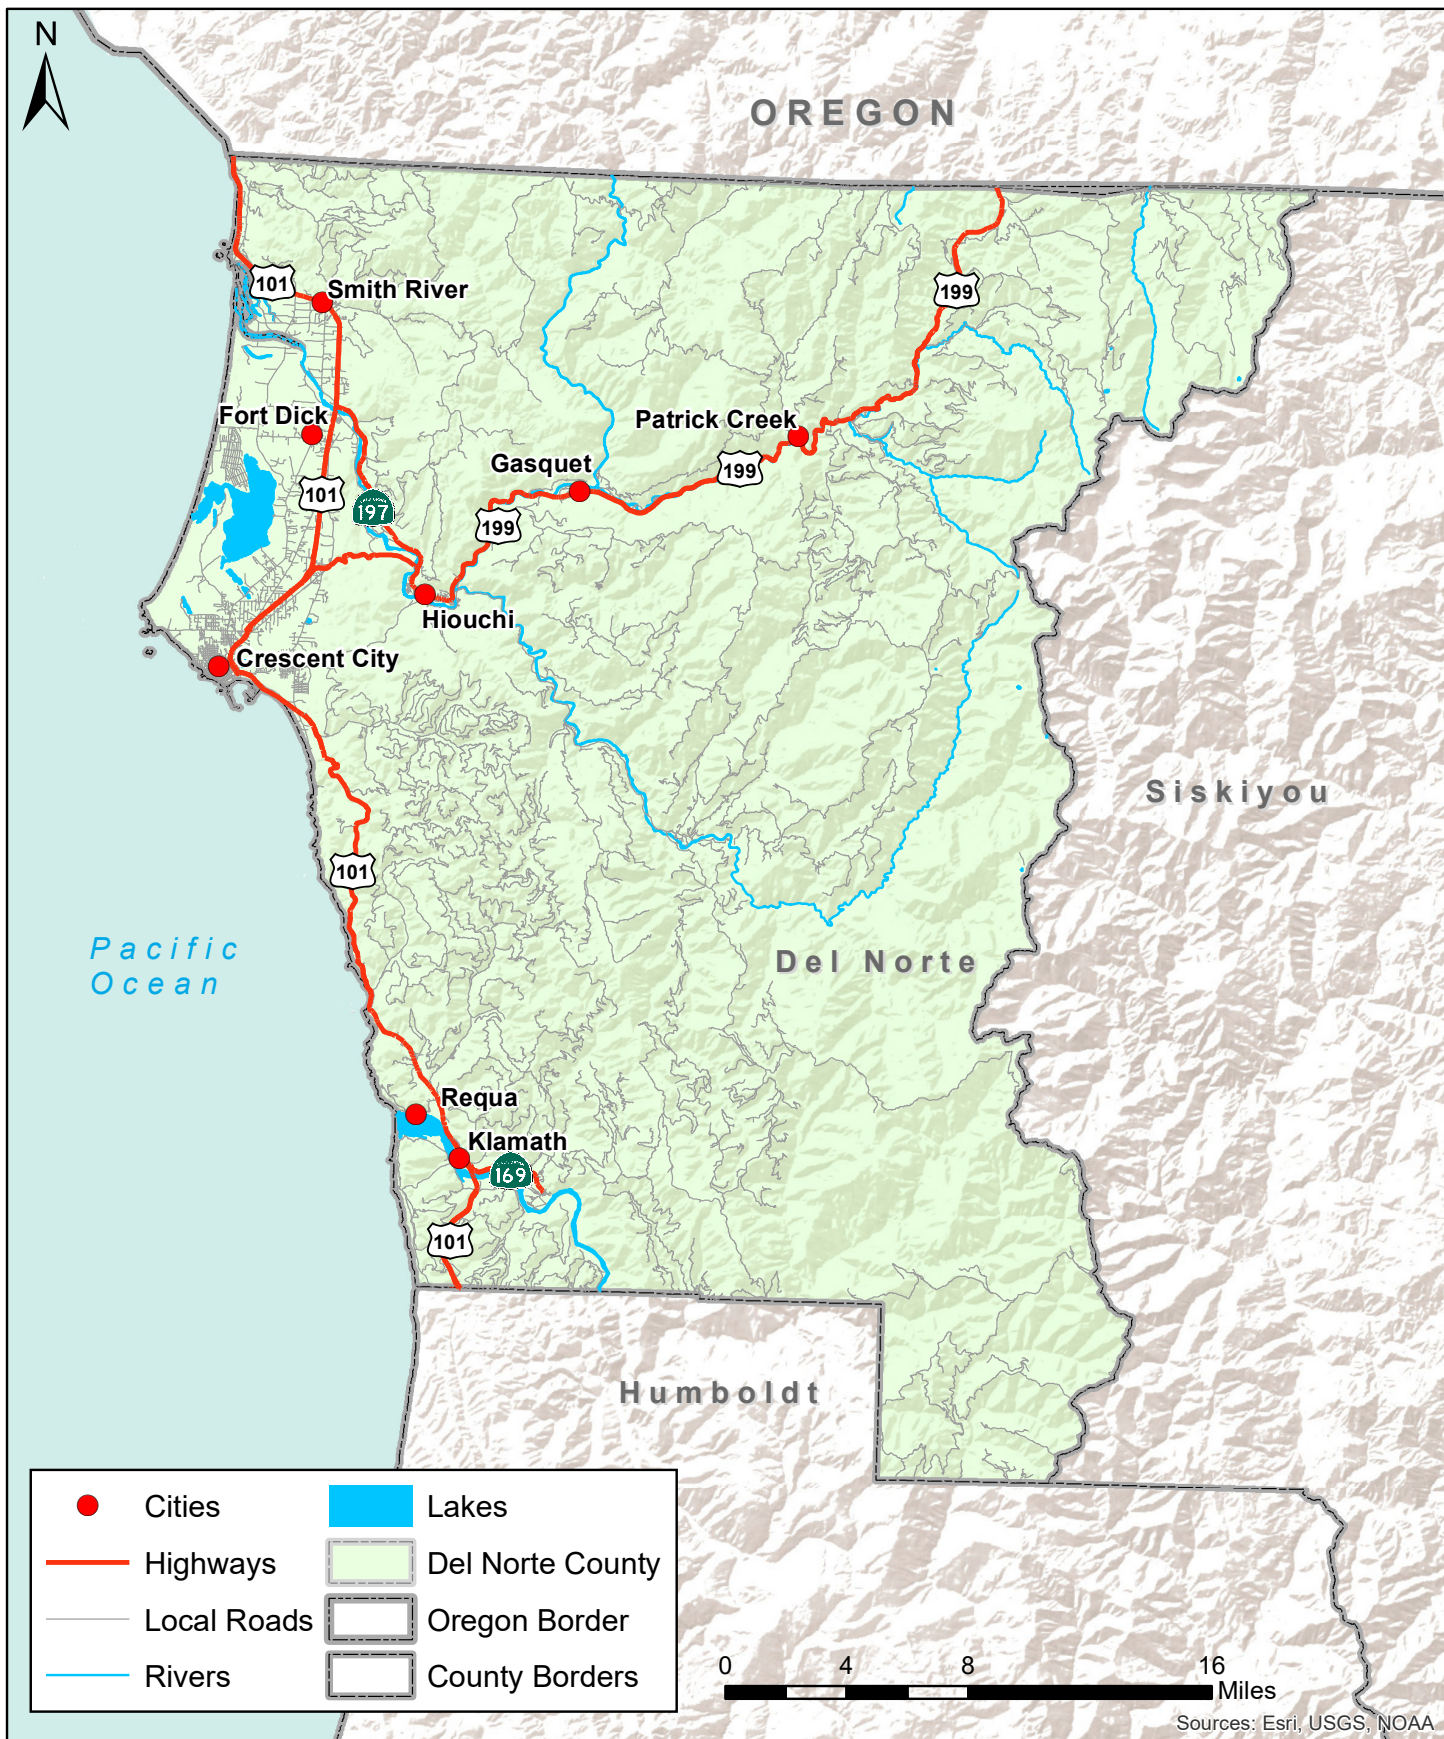 N
OREGON
101
Smith River
199
Fort Dick
Patrick Creek
Gasquet
199
101
197
199
Hiouchi
Crescent City
Siskiyou
101
Pacific
Ocean
Del Norte
Requa
Klamath
169
101
Humboldt
Cities
Lakes
Highways
Del Norte County
Local Roads
Oregon Border
Rivers
County Borders
0 4 8 16
Miles
Sources: Esri, USGS, NOAA